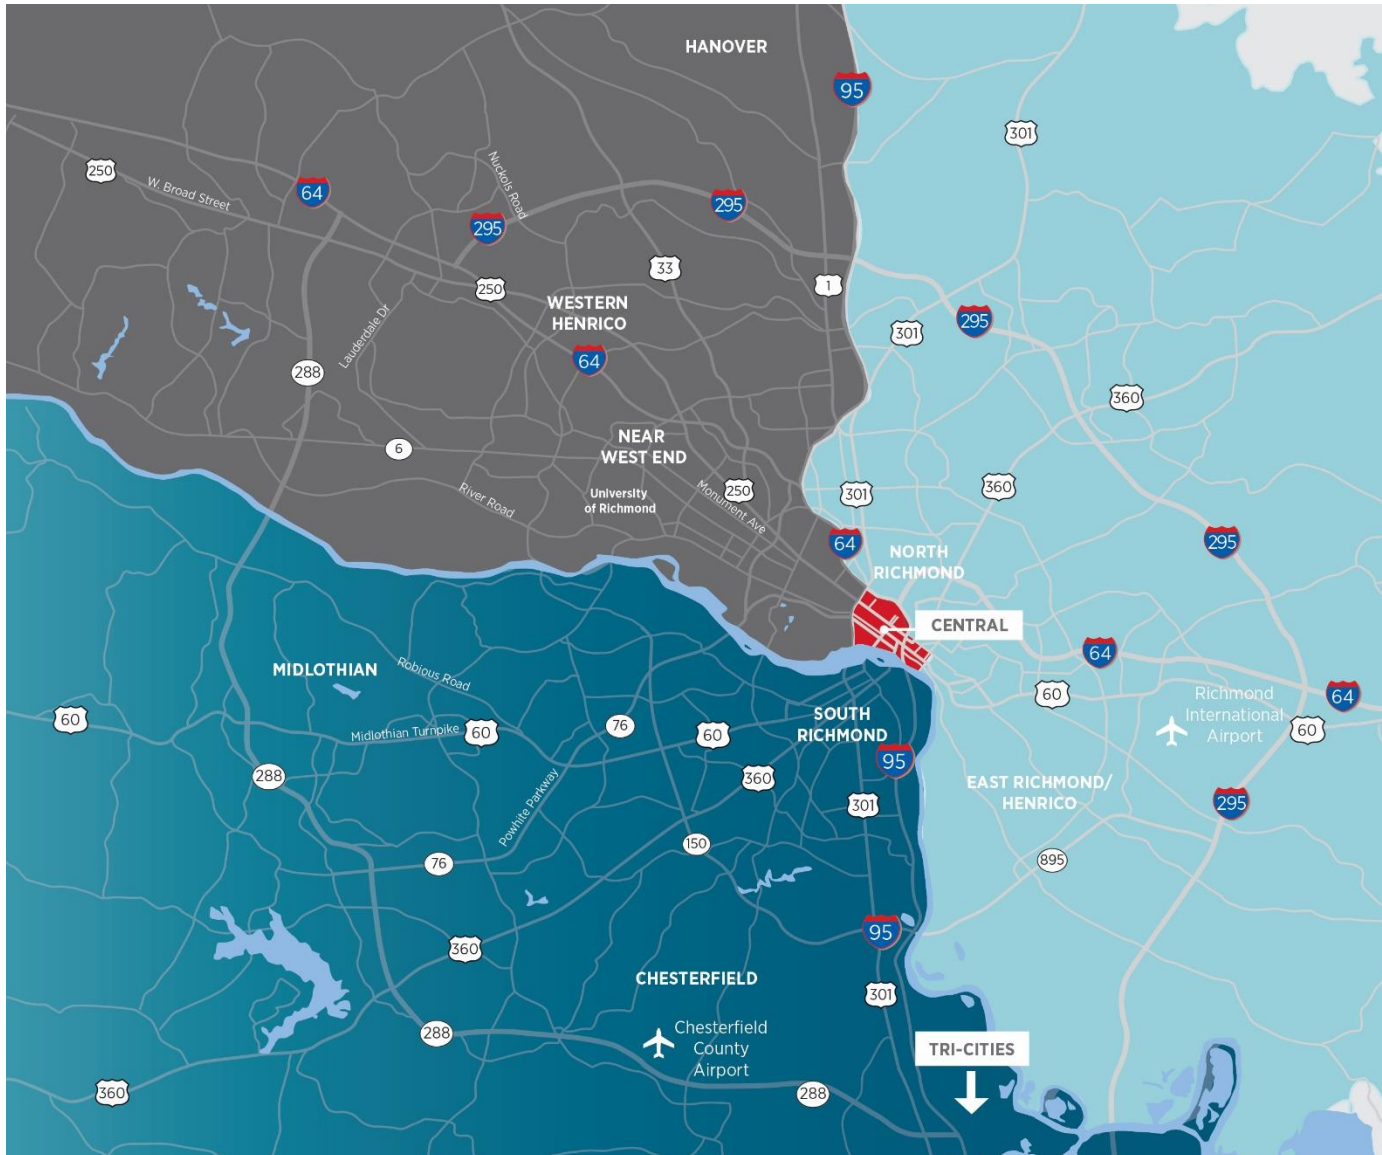 HANOVER
95
301
250
W. Broad Street
64
Nuckols Road
295
295
33
1
250
WESTERN
HENRICO
301
295
Lauderdale Dr
288
64
360
6
NEAR
WEST END
River Road
University
of Richmond
250
Monument Ave
301
360
64
295
NORTH
RICHMOND
CENTRAL
MIDLOTHIAN
Robious Road
64
60
Richmond
International
Airport
64
60
60
Midlothian Turnpike
60
76
60
SOUTH
RICHMOND
95
288
360
301
EAST RICHMOND/
HENRICO
295
Powhite Parkway
76
150
895
360
95
CHESTERFIELD
301
288
Chesterfield
County
Airport
TRI-CITIES
360
288